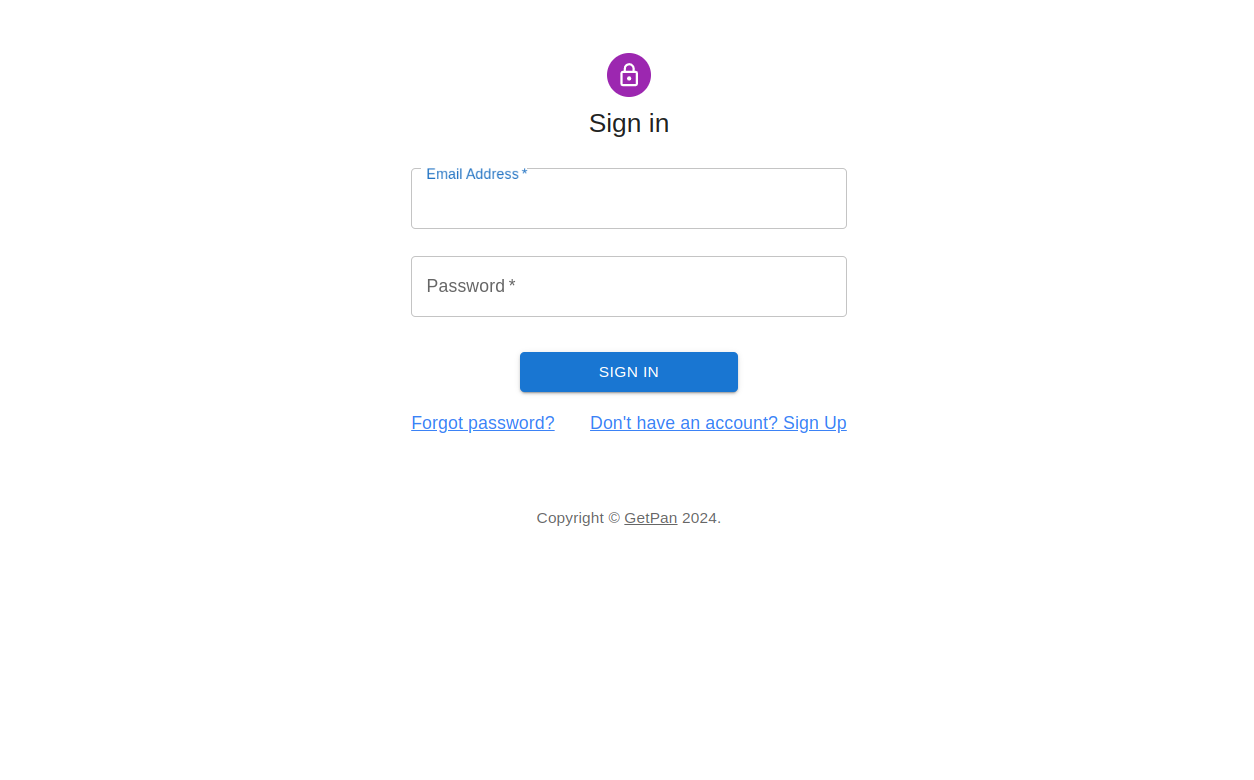 Sign in
Email Address *
Password *
SIGN IN
Forgot password? Don't have an account? Sign Up
Copyright © GetPan 2024.